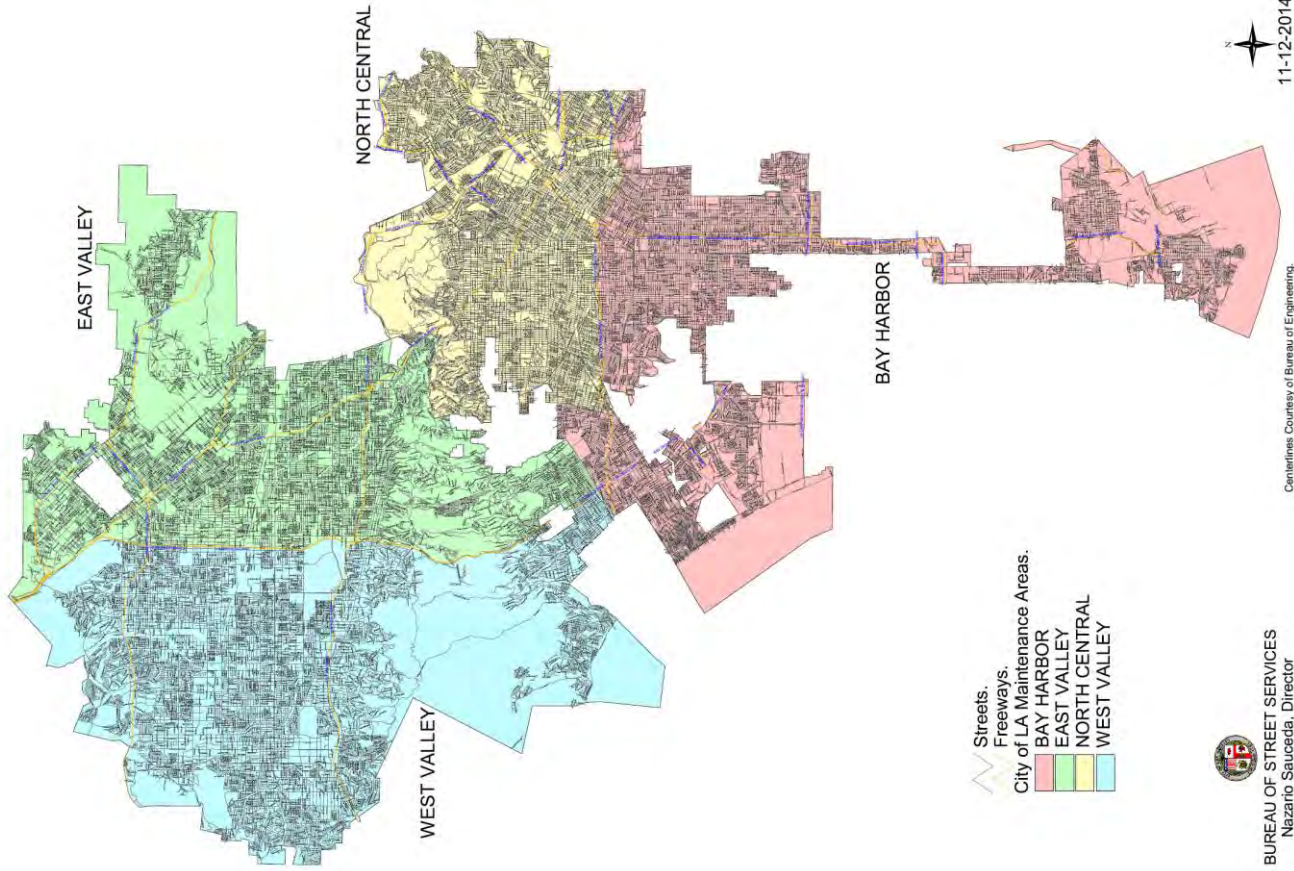 EAST VALLEY
NORTH CENTRAL
WEST VALLEY
BAY HARBOR
N
11-12-2014
Streets.
Freeways.
City of LA Maintenance Areas.
BAY HARBOR
EAST VALLEY
NORTH CENTRAL
WEST VALLEY
Centerlines Courtesy of Bureau of Engineering.
BUREAU OF STREET SERVICES
Nazario Sauceda, Director